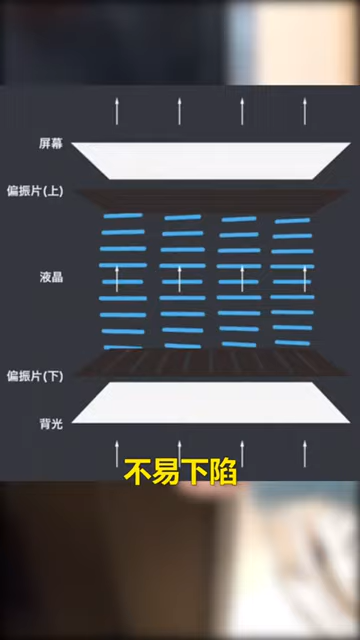 屏幕
偏振片(上)
液晶
偏振片(下)
背光
不易下陷